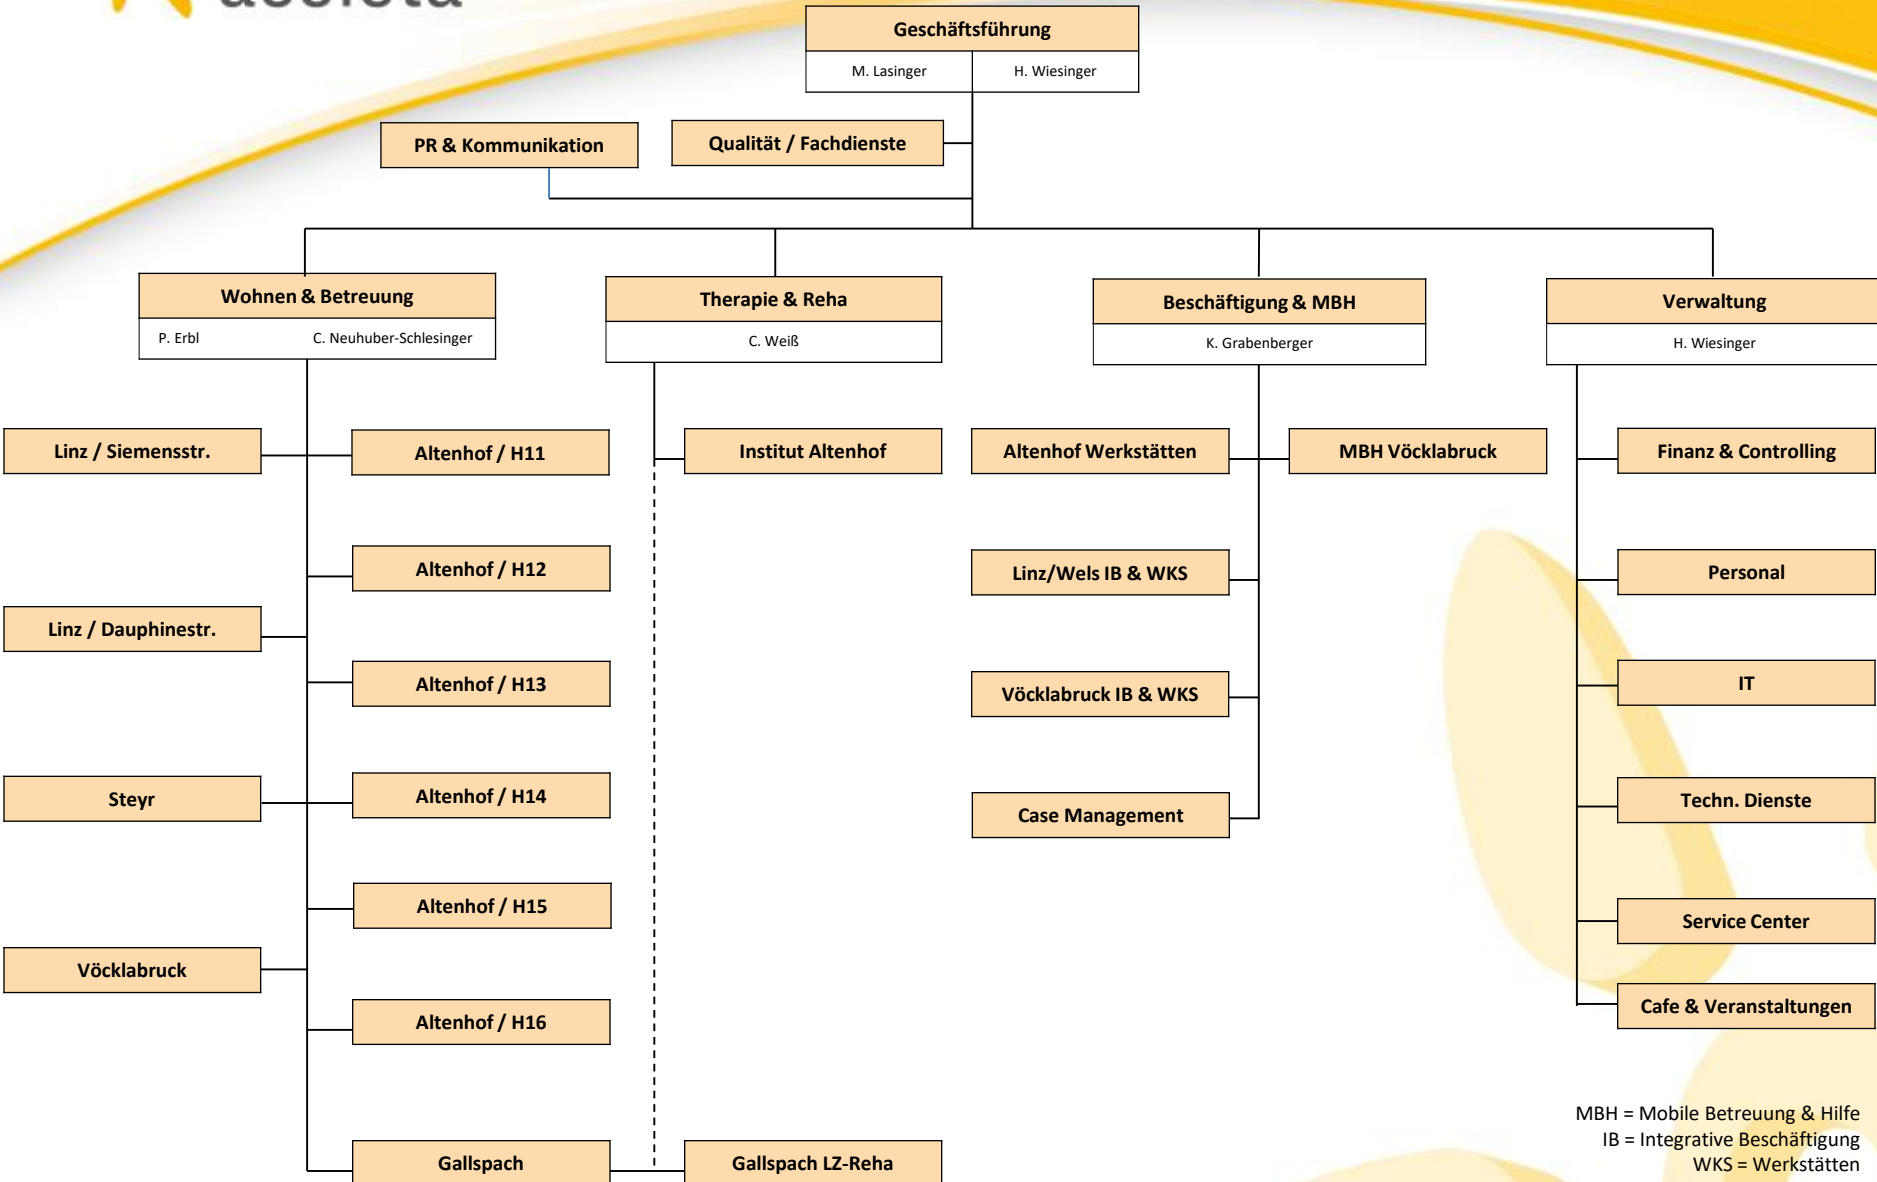 Geschäftsführung
M. Lasinger
H. Wiesinger
PR & Kommunikation
Qualität / Fachdienste
Wohnen & Betreuung
P. Erbl
C. Neuhuber-Schlesinger
Therapie & Reha
C. Weiß
Beschäftigung & MBH
K. Grabenberger
Verwaltung
H. Wiesinger
Linz / Siemensstr.
Linz / Dauphinestr.
Steyr
Vöcklabruck
Altenhof / H11
Altenhof / H12
Altenhof / H13
Altenhof / H14
Altenhof / H15
Altenhof / H16
Gallspach
Institut Altenhof
Gallspach LZ-Reha
Altenhof Werkstätten
Linz/Wels IB & WKS
Vöcklabruck IB & WKS
Case Management
MBH Vöcklabruck
Finanz & Controlling
Personal
IT
Techn. Dienste
Service Center
Cafe & Veranstaltungen
MBH = Mobile Betreuung & Hilfe
IB = Integrative Beschäftigung
WKS = Werkstätten